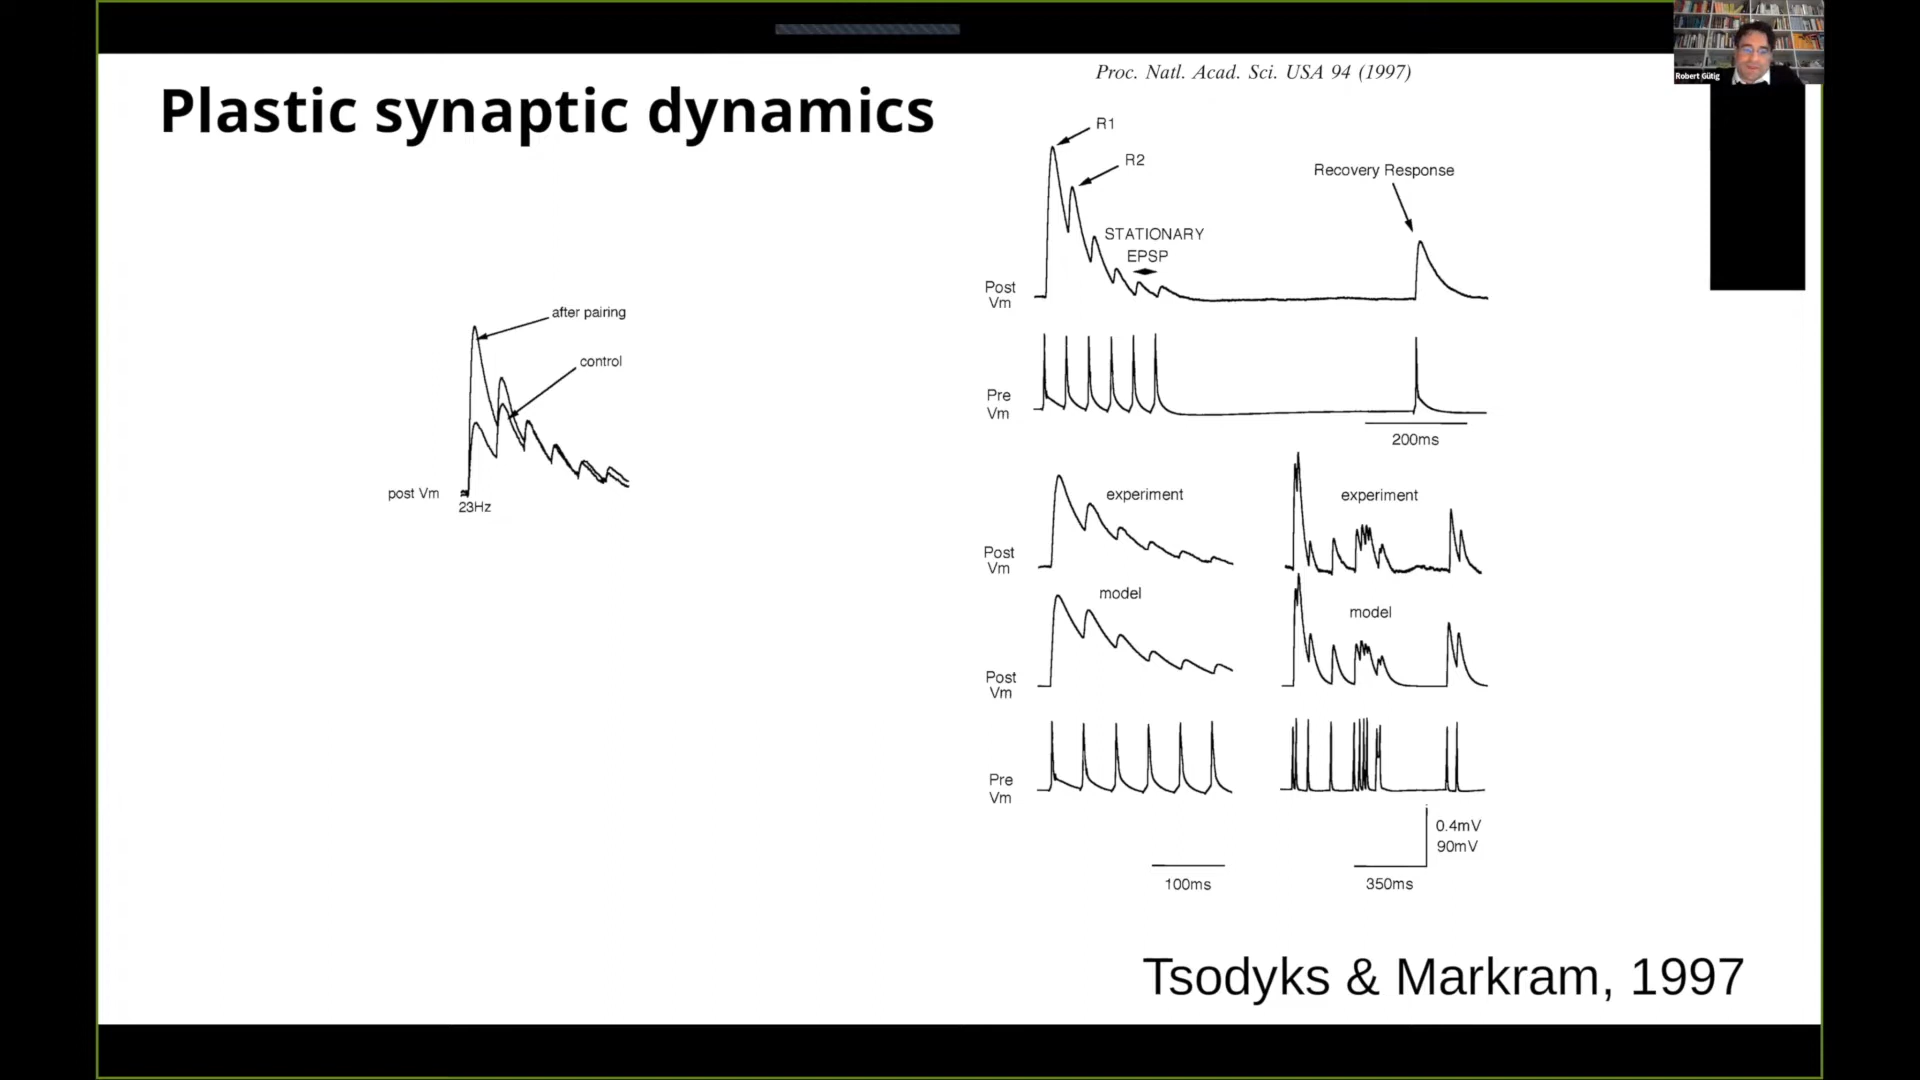 Plastic synaptic dynamics
Proc. Natl. Acad. Sci. USA 94 (1997)
Robert Gütig
after pairing
control
post Vm
23Hz
R1
R2
Recovery Response
STATIONARY
EPSP
Post
Vm
Pre
Vm
200ms
experiment
experiment
Post
Vm
model
model
Post
Vm
Pre
Vm
0.4mV
90mV
100ms
350ms
Tsodyks & Markram, 1997